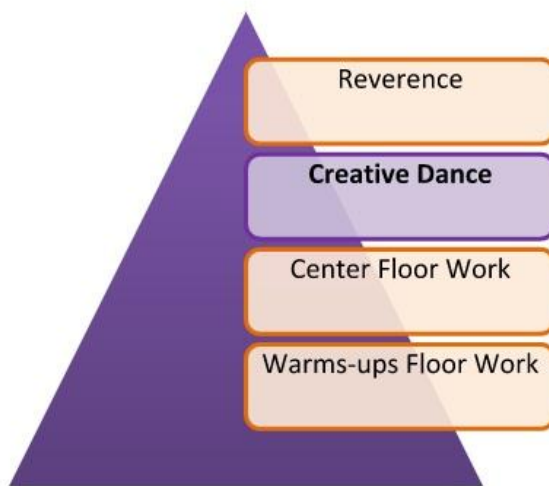 Reverence
Creative Dance
Center Floor Work
Warms-ups Floor Work